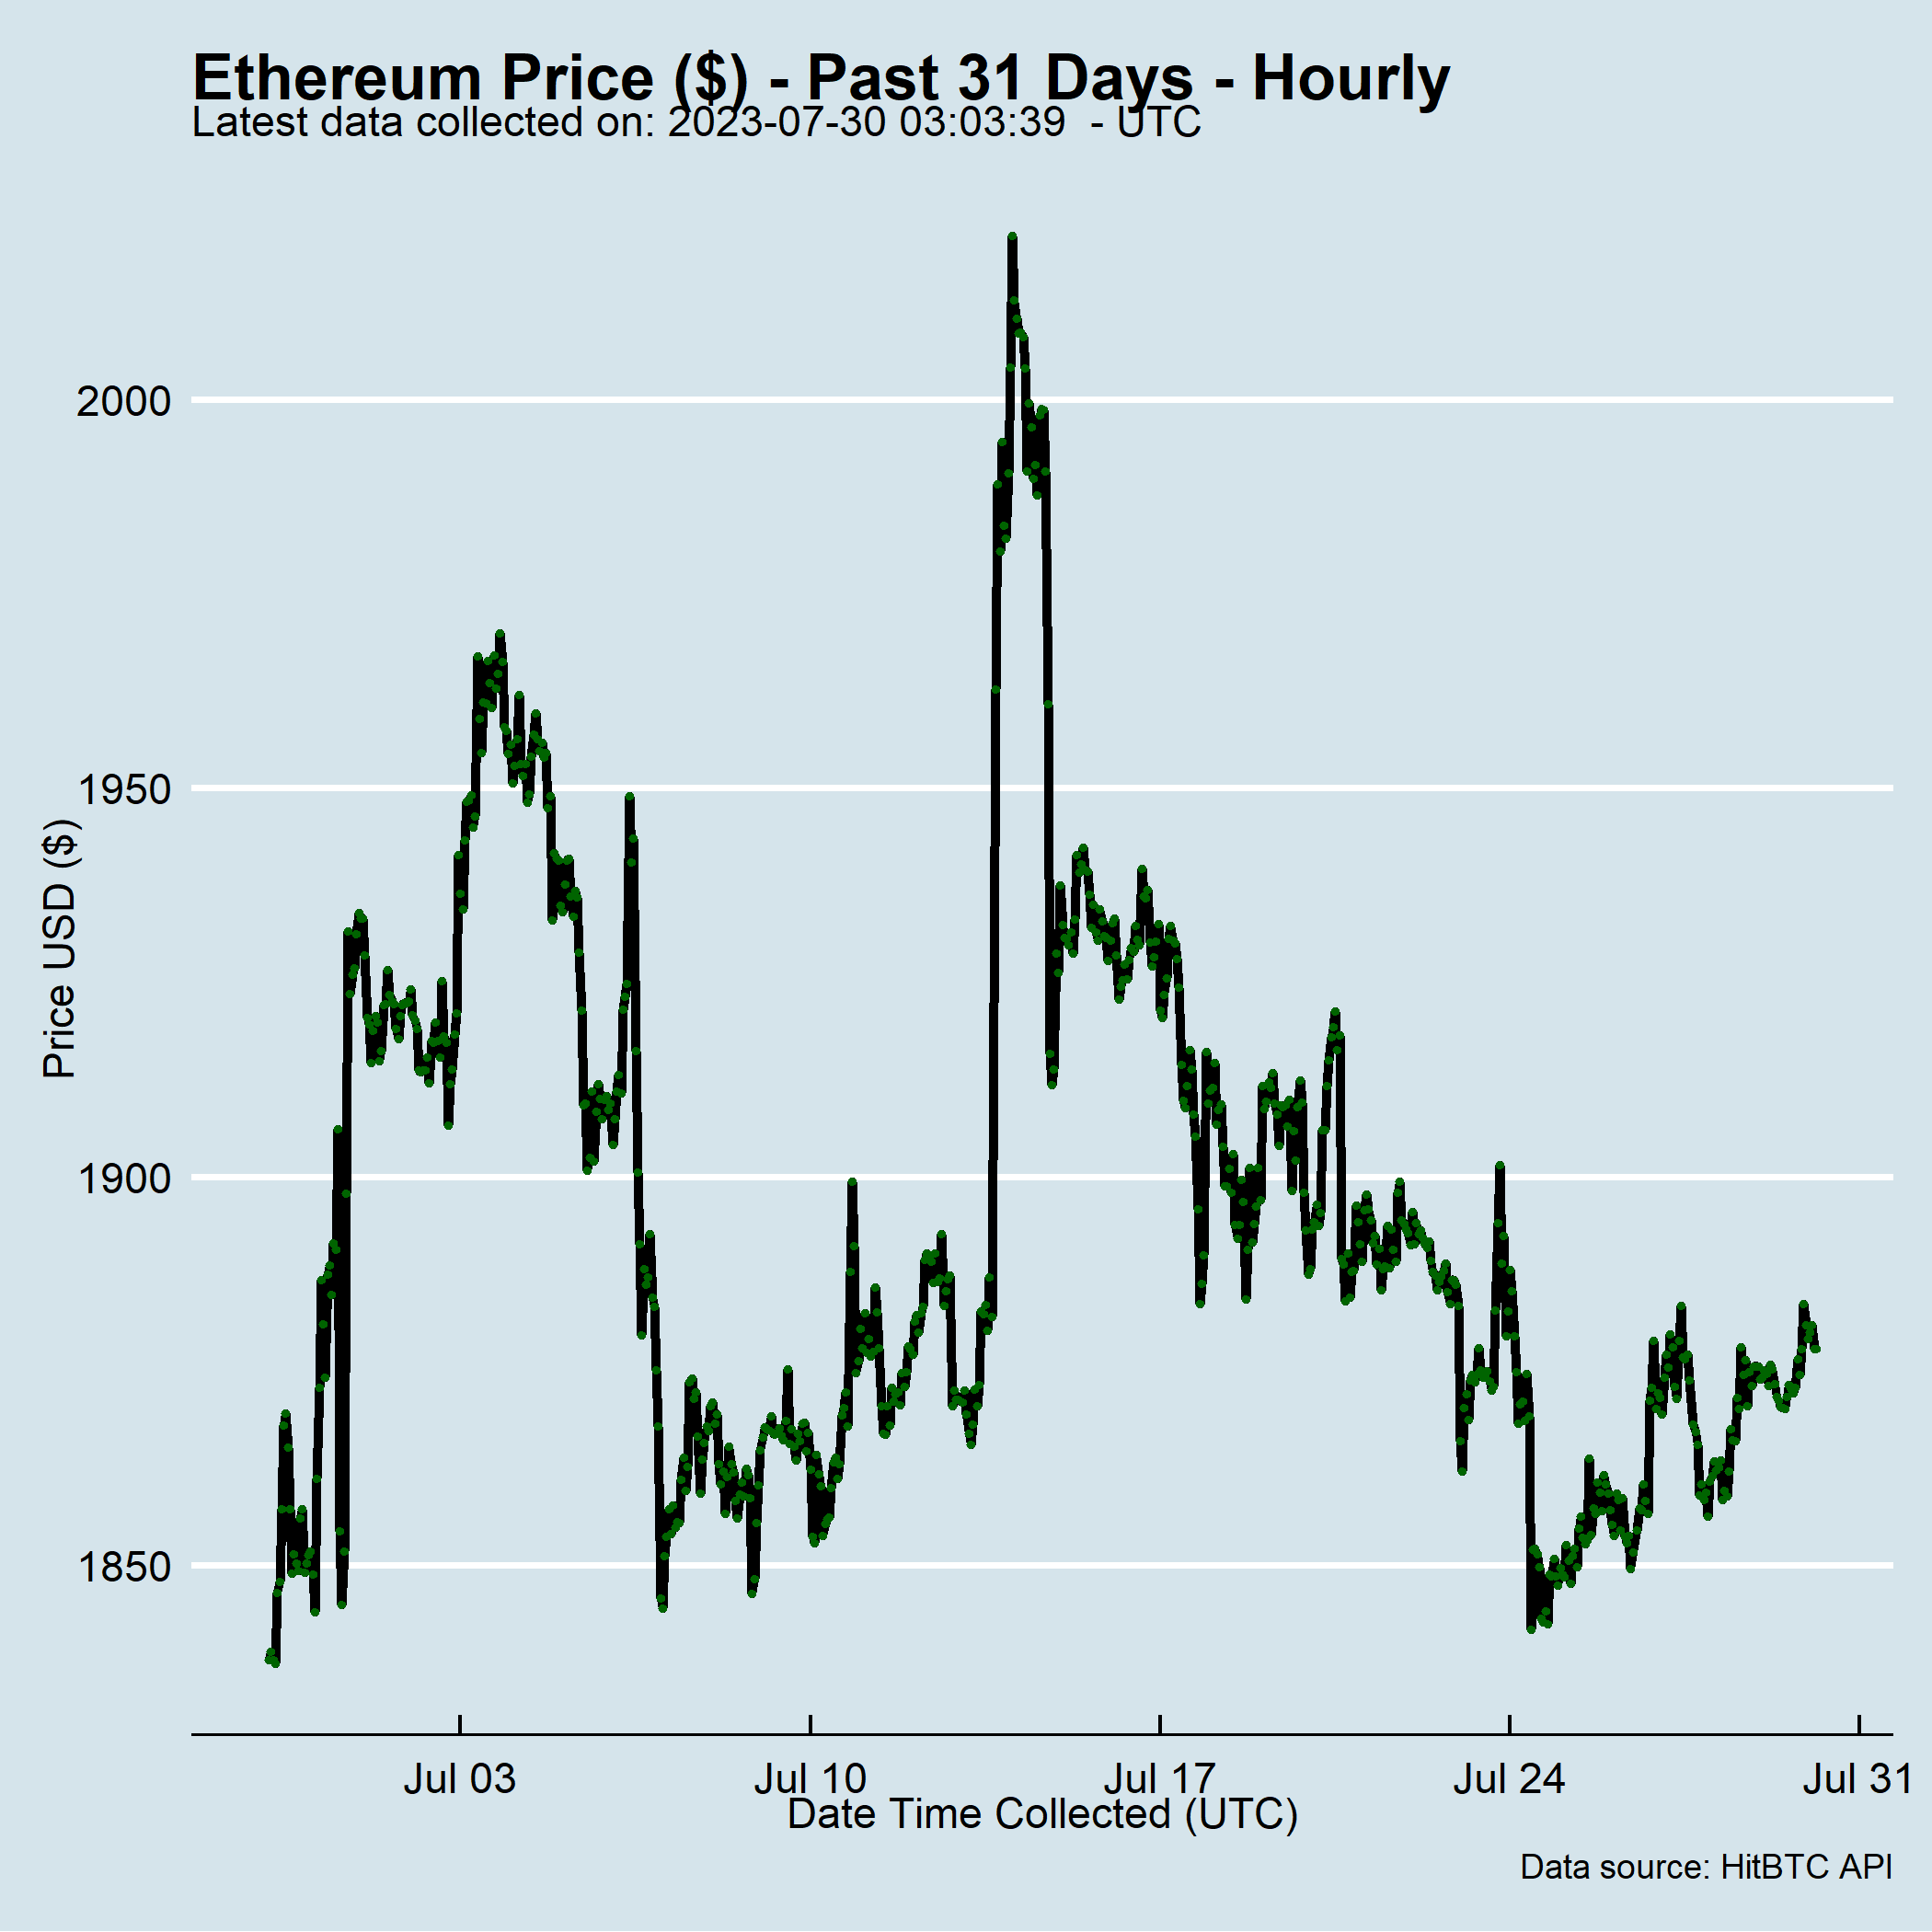 Ethereum Price ($) - Past 31 Days - Hourly
Latest data collected on: 2023-07-30 03:03:39  - UTC
2000
1950
1900
1850
Price USD ($)
Jul 03 Jul 10 Jul 17 Jul 24 Jul 31
Date Time Collected (UTC)
Data source: HitBTC API